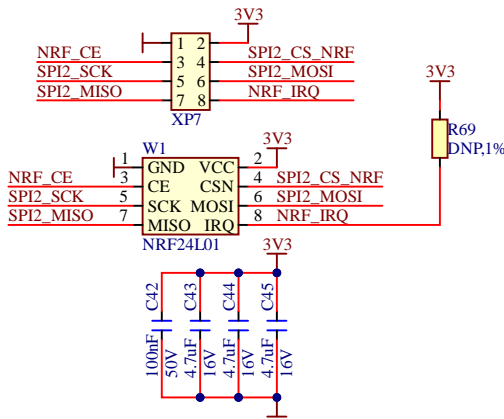 3V3
1 2
NRF_CE 3 4 SPI2_CS_NRF
SPI2_SCK 5 6 SPI2_MOSI
SPI2_MISO 7 8 NRF_IRQ
XP7
3V3
R69
DNP,1%
W1
3V3
1 GND VCC 2
NRF_CE 3 CE CSN 4 SPI2_CS_NRF
SPI2_SCK 5 SCK MOSI 6 SPI2_MOSI
SPI2_MISO 7 MISO IRQ 8 NRF_IRQ
NRF24L01
3V3
C42
100nF
50V
C43
4.7uF
16V
C44
4.7uF
16V
C45
4.7uF
16V